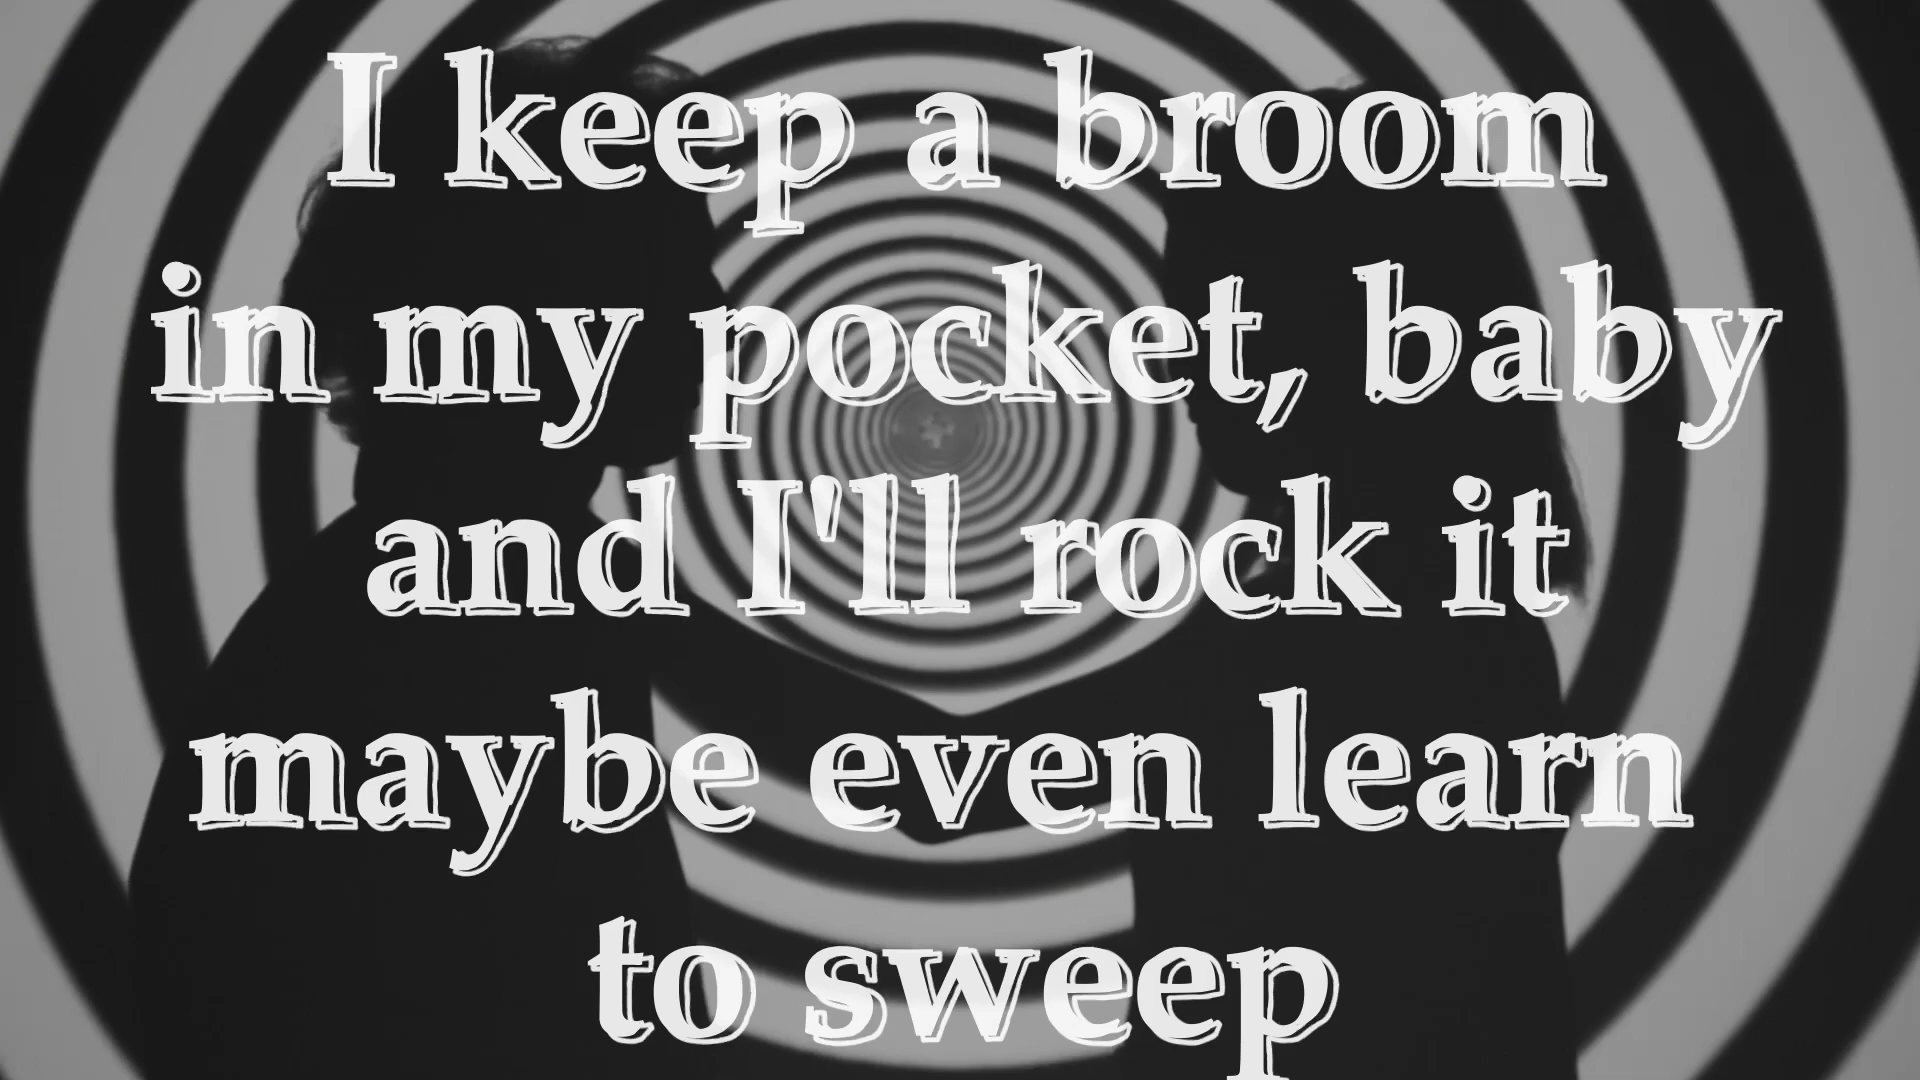 I keep a broom
in my pocket, baby
and I'll rock it
maybe even learn
to sweep